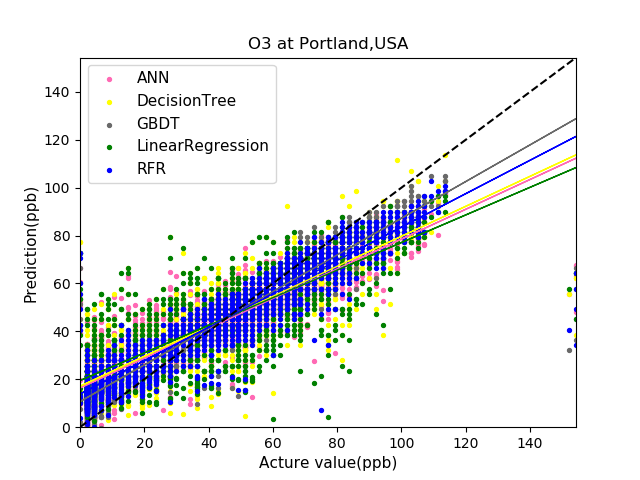 O3 at Portland,USA
ANN
DecisionTree
GBDT
LinearRegression
RFR
Prediction(ppb)
140
120
100
80
60
40
20
0
0 20 40 60 80 100 120 140
Acture value(ppb)